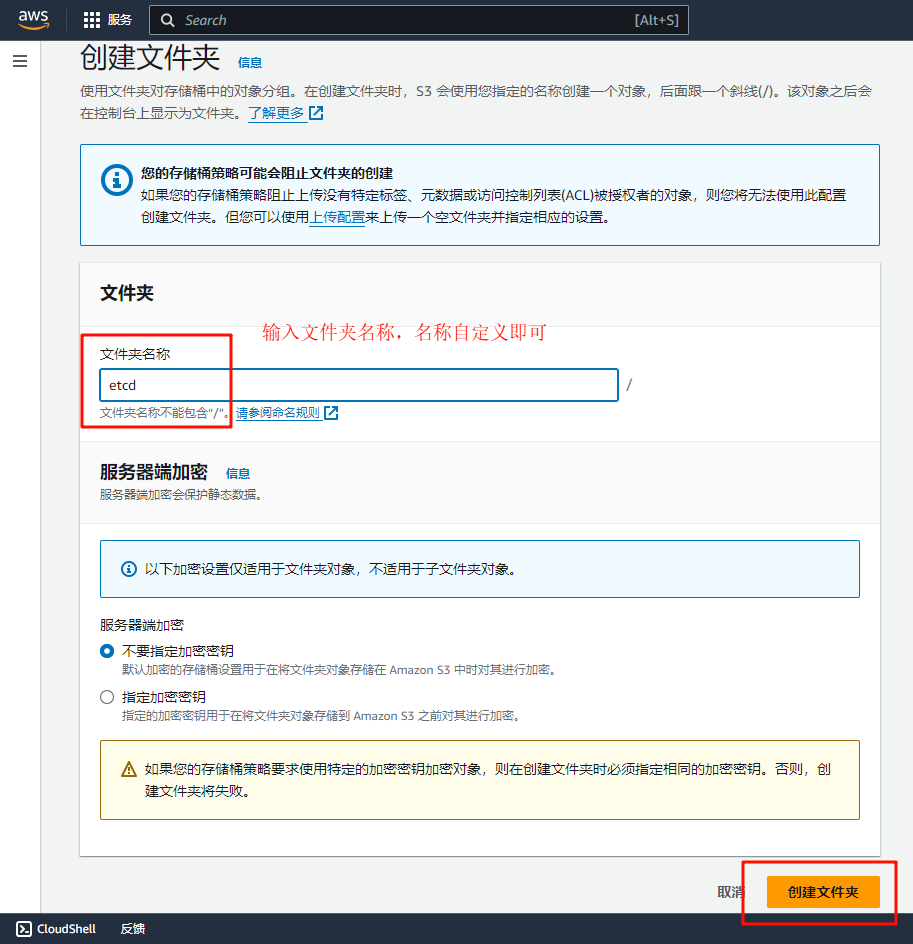 aws
服务
Search
[Alt+S]
创建文件夹 信息
使用文件夹对存储桶中的对象分组。在创建文件夹时，S3 会使用您指定的名称创建一个对象，后面跟一个斜线(/)。该对象之后会
在控制台上显示为文件夹。了解更多
您的存储桶策略可能会阻止文件夹的创建
如果您的存储桶策略阻止上传没有特定标签、元数据或访问控制列表(ACL)被授权者的对象，则您将无法使用此配置
创建文件夹。但您可以使用上传配置来上传一个空文件夹并指定相应的设置。
文件夹
输入文件夹名称，名称自定义即可
文件夹名称
etcd /
文件夹名称不能包含“/”。请参阅命名规则
服务器端加密 信息
服务器端加密会保护静态数据。
以下加密设置仅适用于文件夹对象，不适用于子文件夹对象。
服务器端加密
不要指定加密密钥
默认加密的存储桶设置用于在将文件夹对象存储在 Amazon S3 中时对其进行加密。
指定加密密钥
指定的加密密钥用于在将文件夹对象存储到 Amazon S3 之前对其进行加密。
如果您的存储桶策略要求使用特定的加密密钥加密对象，则在创建文件夹时必须指定相同的加密密钥。否则，创
建文件夹将失败。
取消 创建文件夹
CloudShell 反馈